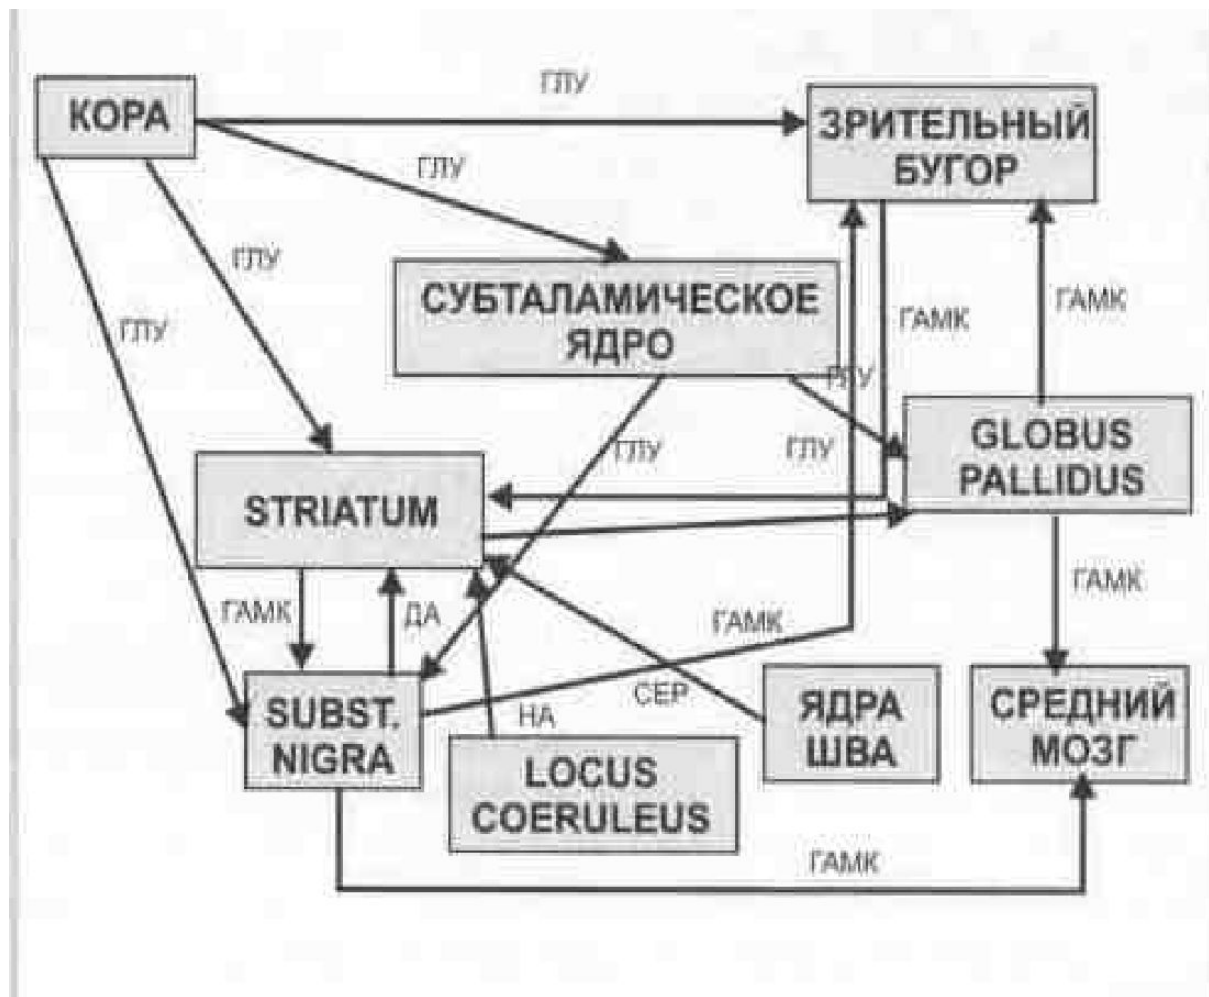 ГЛУ
КОРА
ЗРИТЕЛЬНЫЙ
БУГОР
ГЛУ
ГЛУ
ГЛУ
СУБТАЛАМИЧЕСКОЕ
ЯДРО
ГАМК
ГАМК
ГЛУ
ГЛУ
ГЛУ
GLOBUS
PALLIDUS
STRIATUM
ГАМК
ГАМК
ДА
ГАМК
СЕР
НА
SUBST.
NIGRA
LOCUS
COERULEUS
ЯДРА
ШВА
СРЕДНИЙ
МОЗГ
ГАМК